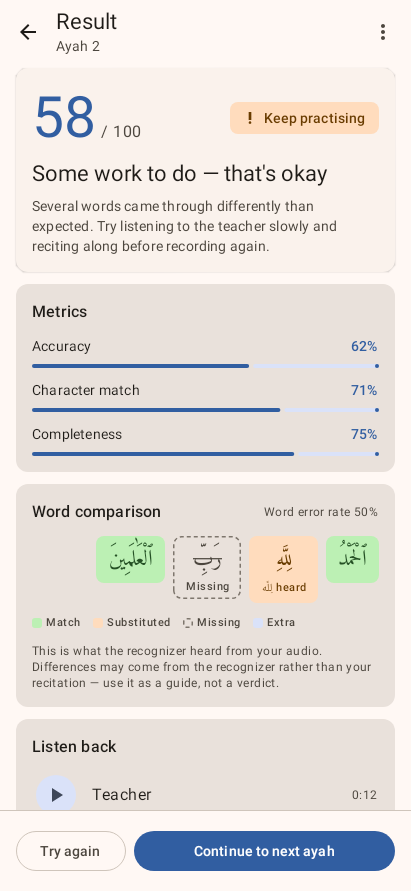 Result
Ayah 2
58 / 100
! Keep practising
Some work to do — that's okay
Several words came through differently than
expected. Try listening to the teacher slowly and
reciting along before recording again.
Metrics
Accuracy 62%
Character match 71%
Completeness 75%
Word comparison Word error rate 50%
ٱلْحَمْدُ لِلَّهِ رَبِّ ٱلْعَٰلَمِينَ
لله heard Missing
Match Substituted Missing Extra
This is what the recognizer heard from your audio.
Differences may come from the recognizer rather than your
recitation — use it as a guide, not a verdict.
Listen back
Teacher 0:12
Try again Continue to next ayah